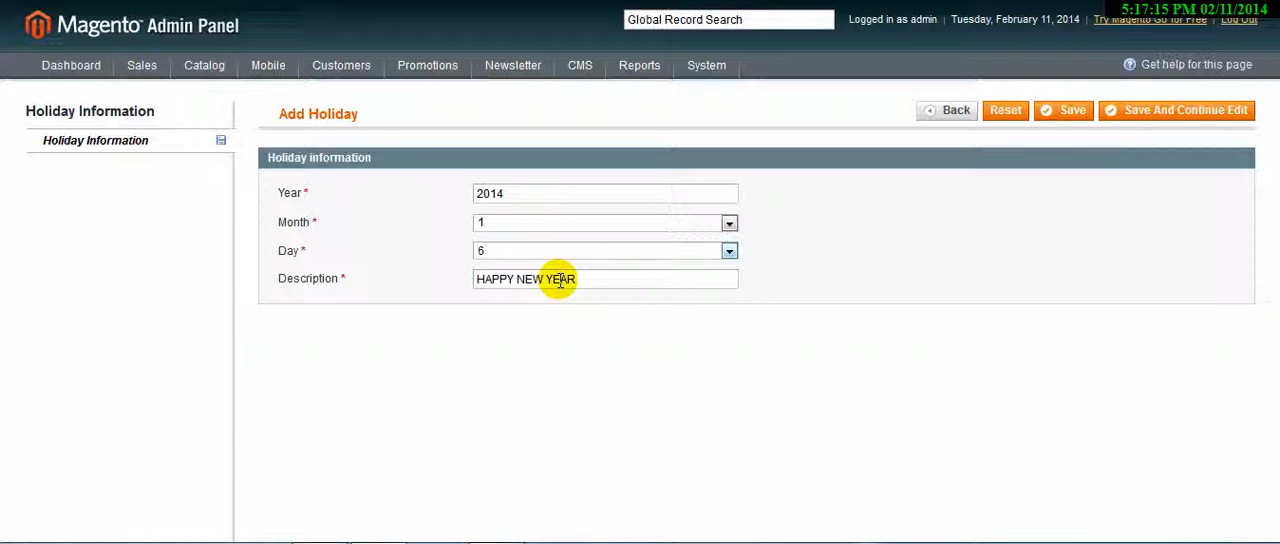 5:17:15 PM 02/11/2014
Magento Admin Panel
Global Record Search
Logged in as admin | Tuesday, February 11, 2014 | Try Magento Go for Free | Log Out
Dashboard Sales Catalog Mobile Customers Promotions Newsletter CMS Reports System
Get help for this page
Holiday Information
Holiday Information
Add Holiday
Back Reset Save Save And Continue Edit
Holiday information
Year * 2014
Month * 1
Day * 6
Description * HAPPY NEW YEAR